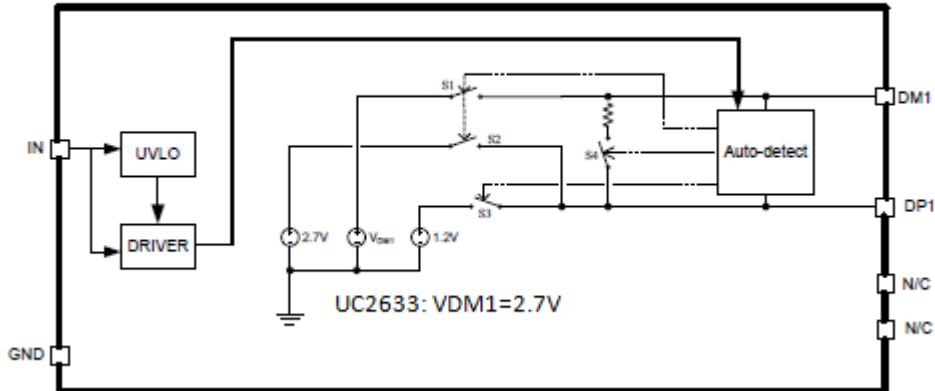 S1
DM1
IN
UVLO
S2
S4
Auto-detect
S3
DP1
DRIVER
2.7V
VDM1
1.2V
N/C
UC2633: VDM1=2.7V
N/C
GND